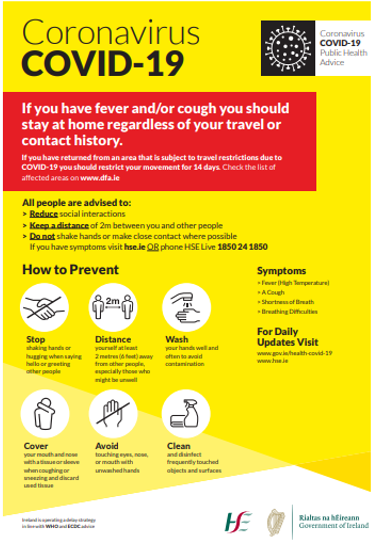 Coronavirus
COVID-19
Coronavirus
COVID-19
Public Health
Advice
If you have fever and/or cough you should
stay at home regardless of your travel or
contact history.
If you have returned from an area that is subject to travel restrictions due to
COVID-19 you should restrict your movement for 14 days. Check the list of
affected areas on www.dfa.ie
All people are advised to:
> Reduce social interactions
> Keep a distance of 2m between you and other people
> Do not shake hands or make close contact where possible
If you have symptoms visit hse.ie OR phone HSE Live 1850 24 1850
How to Prevent
2m
Stop
shaking hands or
hugging when saying
hello or greeting
other people
Distance
yourself at least
2 metres (6 feet) away
from other people,
especially those who
might be unwell
Wash
your hands well and
often to avoid
contamination
Cover
your mouth and nose
with a tissue or sleeve
when coughing or
sneezing and discard
used tissue
Avoid
touching eyes, nose,
or mouth with
unwashed hands
Clean
and disinfect
frequently touched
objects and surfaces
Symptoms
• Fever (High Temperature)
• A Cough
• Shortness of Breath
• Breathing Difficulties
For Daily
Updates Visit
www.gov.ie/health-covid-19
www.hse.ie
Ireland is operating a delay strategy
in line with WHO and ECDC advice
Rialtas na hÉireann
Government of Ireland